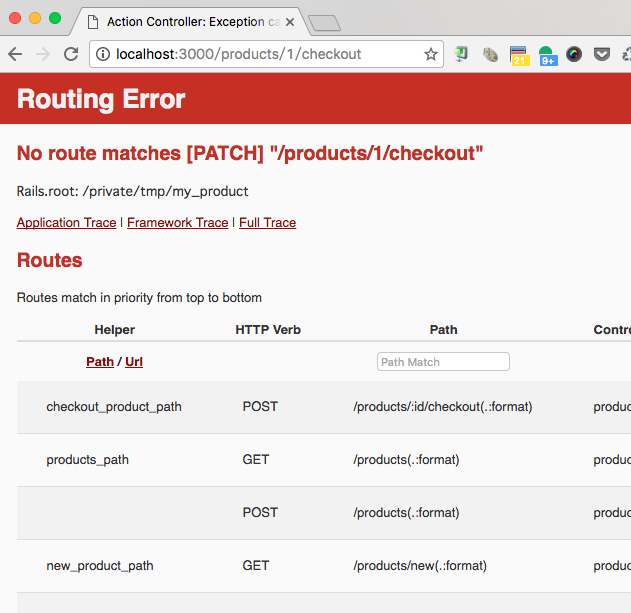 Action Controller: Exception ca
localhost:3000/products/1/checkout
21
9+
Routing Error
No route matches [PATCH] "/products/1/checkout"
Rails.root: /private/tmp/my_product
Application Trace | Framework Trace | Full Trace
Routes
Routes match in priority from top to bottom
Helper HTTP Verb Path Contro
Path / Url Path Match
checkout_product_path POST /products/:id/checkout(.:format) produc
products_path GET /products(.:format) produc
POST /products(.:format) produc
new_product_path GET /products/new(.:format) produc